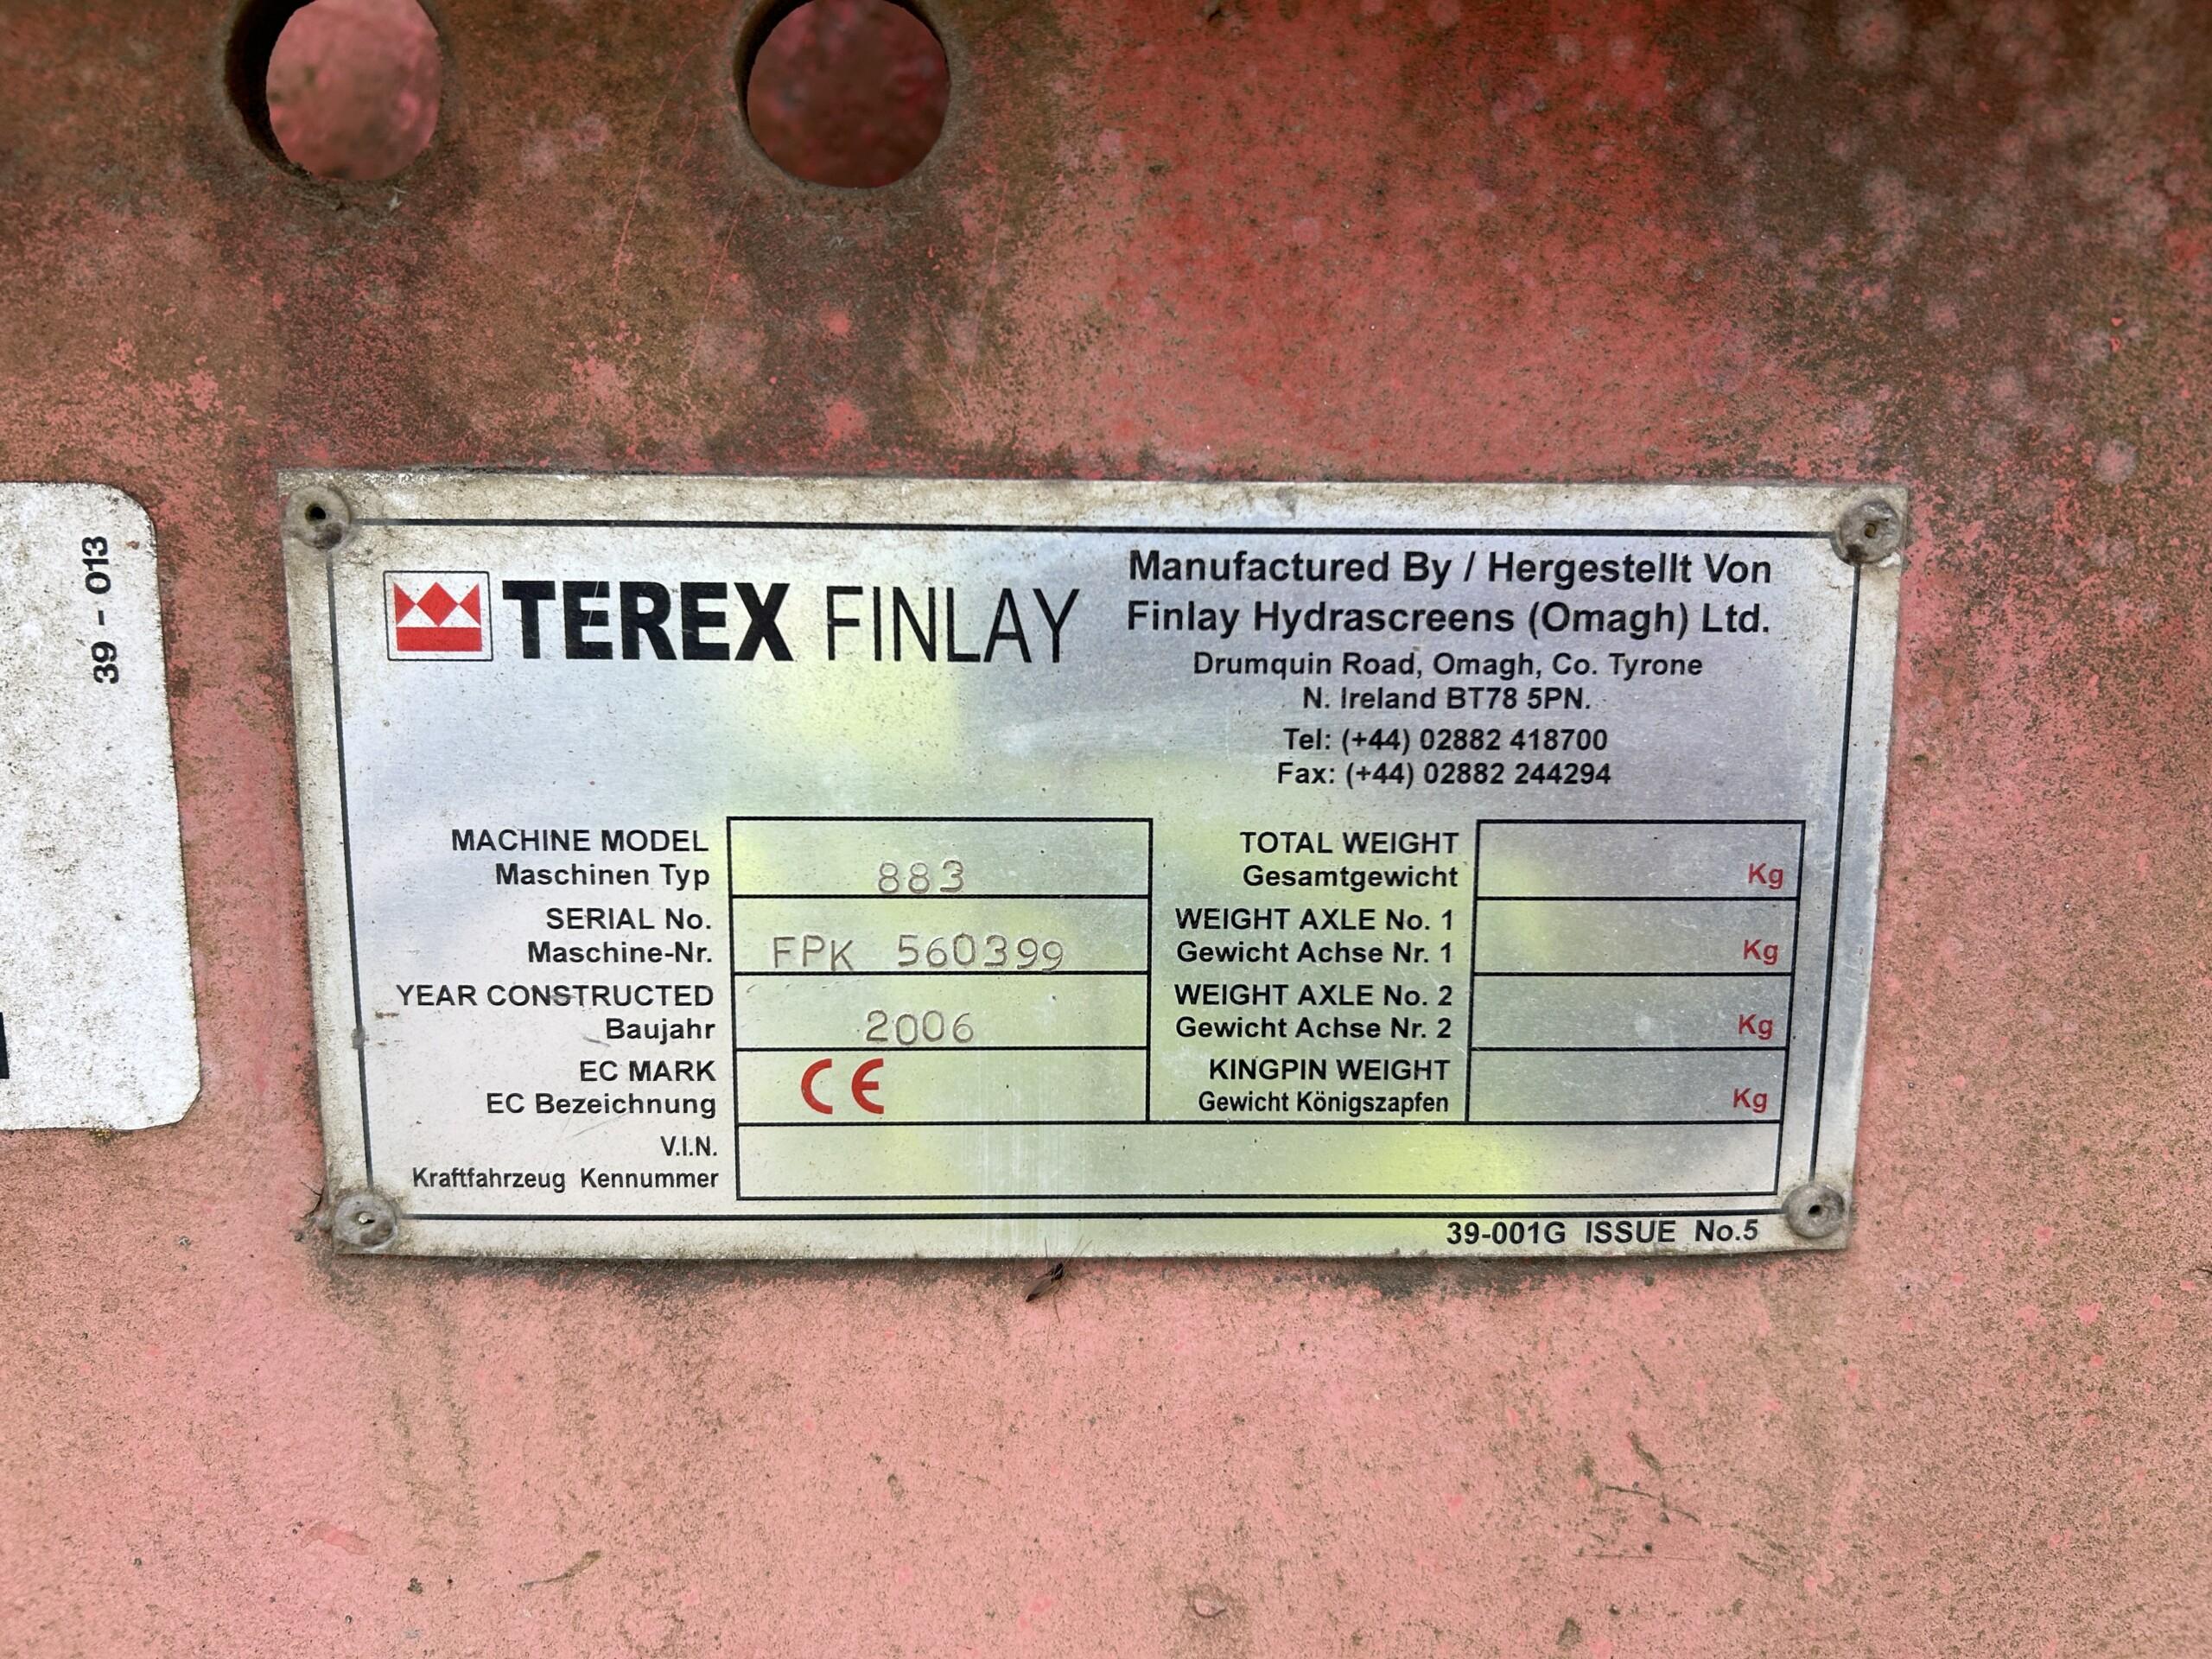 39 - 013
TEREX FINLAY
Manufactured By / Hergestellt Von
Finlay Hydrascreens (Omagh) Ltd.
Drumquin Road, Omagh, Co. Tyrone
N. Ireland BT78 5PN.
Tel: (+44) 02882 418700
Fax: (+44) 02882 244294
MACHINE MODEL
Maschinen Typ 883
SERIAL No.
Maschine-Nr. FPK 560399
YEAR CONSTRUCTED
Baujahr 2006
EC MARK
EC Bezeichnung CE
TOTAL WEIGHT
Gesamtgewicht Kg
WEIGHT AXLE No. 1
Gewicht Achse Nr. 1 Kg
WEIGHT AXLE No. 2
Gewicht Achse Nr. 2 Kg
KINGPIN WEIGHT
Gewicht Königszapfen Kg
V.I.N.
Kraftfahrzeug Kennummer
39-001G ISSUE No.5